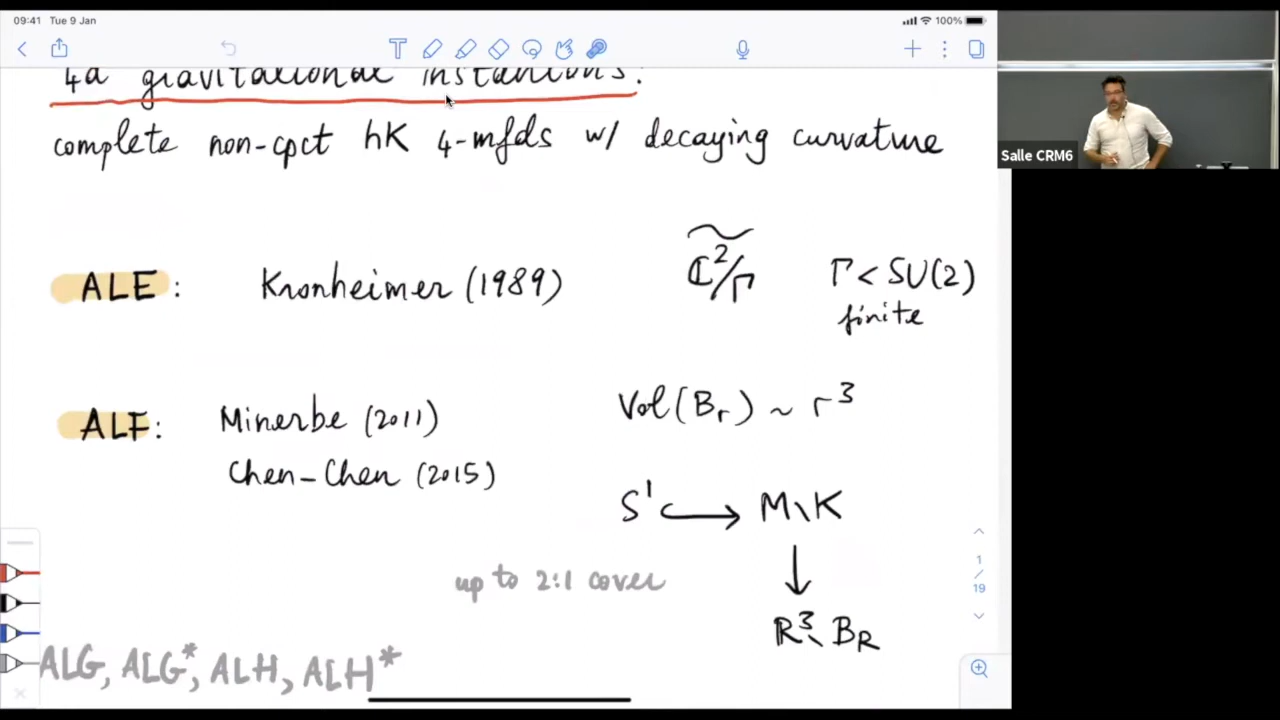 09:41 Tue 9 Jan
100%
4d gravitational instantons:
complete non-cpct hK 4-mfds w/ decaying curvature
ALE: Kronheimer (1989) ℂ²/Γ Γ < SU(2)
finite
ALF: Minerbe (2011) Vol(B_r) ~ r³
Chen-Chen (2015)
S¹ ↪ M\K
↓
up to 2:1 cover
ℝ³\B_R
ALG, ALG*, ALH, ALH*
1
/
19
Salle CRM6